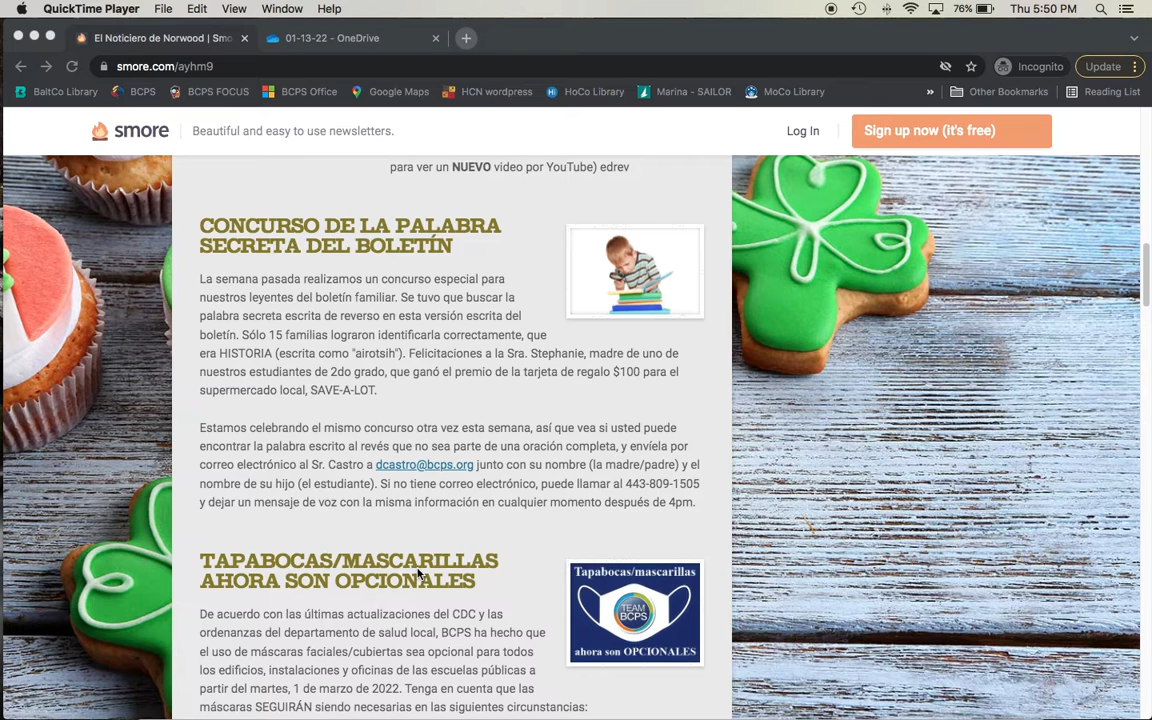 QuickTime Player File Edit View Window Help 76% Thu 5:50 PM
El Noticiero de Norwood | Smo 01-13-22 - OneDrive
smore.com/ayhm9 Incognito Update
BaltCo Library BCPS BCPS FOCUS BCPS Office Google Maps HCN wordpress HoCo Library Marina - SAILOR MoCo Library » Other Bookmarks Reading List
smore Beautiful and easy to use newsletters. Log In Sign up now (it's free)
para ver un NUEVO video por YouTube) edrev
CONCURSO DE LA PALABRA
SECRETA DEL BOLETÍN
La semana pasada realizamos un concurso especial para
nuestros leyentes del boletín familiar. Se tuvo que buscar la
palabra secreta escrita de reverso en esta versión escrita del
boletín. Sólo 15 familias lograron identificarla correctamente, que
era HISTORIA (escrita como "airotsih"). Felicitaciones a la Sra. Stephanie, madre de uno de
nuestros estudiantes de 2do grado, que ganó el premio de la tarjeta de regalo $100 para el
supermercado local, SAVE-A-LOT.
Estamos celebrando el mismo concurso otra vez esta semana, así que vea si usted puede
encontrar la palabra escrito al revés que no sea parte de una oración completa, y envíela por
correo electrónico al Sr. Castro a dcastro@bcps.org junto con su nombre (la madre/padre) y el
nombre de su hijo (el estudiante). Si no tiene correo electrónico, puede llamar al 443-809-1505
y dejar un mensaje de voz con la misma información en cualquier momento después de 4pm.
TAPABOCAS/MASCARILLAS
AHORA SON OPCIONALES
De acuerdo con las últimas actualizaciones del CDC y las
ordenanzas del departamento de salud local, BCPS ha hecho que
el uso de máscaras faciales/cubiertas sea opcional para todos
los edificios, instalaciones y oficinas de las escuelas públicas a
partir del martes, 1 de marzo de 2022. Tenga en cuenta que las
máscaras SEGUIRÁN siendo necesarias en las siguientes circunstancias:
Tapabocas/mascarillas
TEAM
BCPS
ahora son OPCIONALES